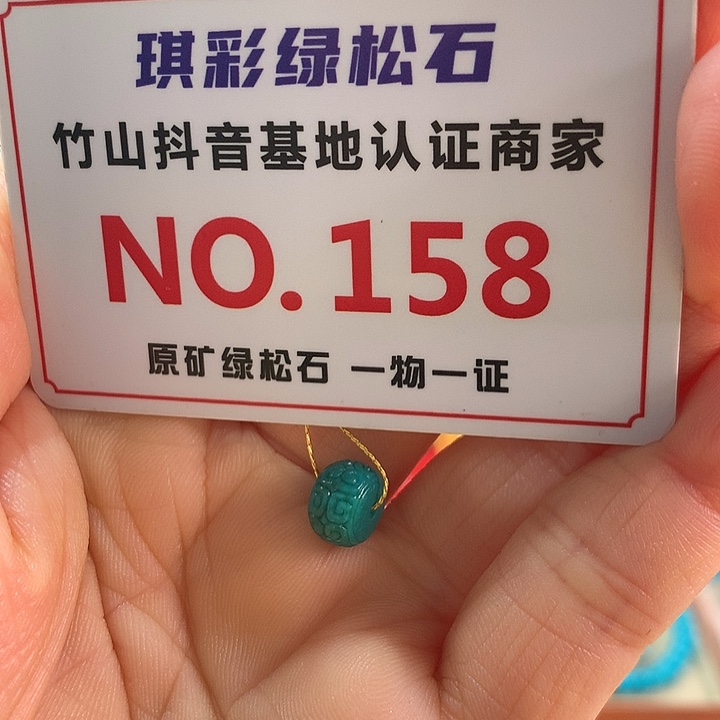 琪彩绿松石
竹山抖音基地认证商家
NO.158
原矿绿松石 一物一证